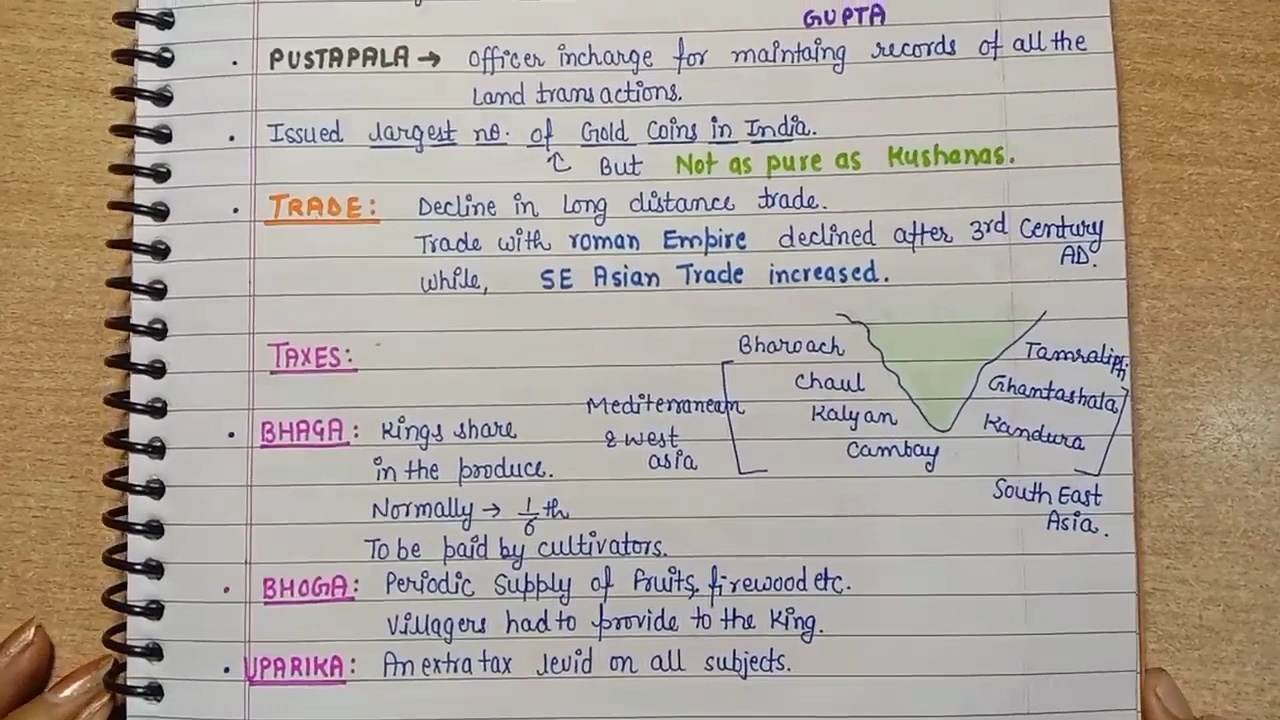 GUPTA
. PUSTAPALA → Officer incharge for maintaing records of all the
Land transactions.
. Issued largest no. of Gold Coins in India.
But Not as pure as Kushanas.
. TRADE: Decline in Long distance trade.
Trade with roman Empire declined after 3rd Century
AD.
while, SE Asian Trade increased.
TAXES:
Bharoach
Chaul
Kalyan
Cambay
Mediterranean
& west
asia
Tamralipti
Ghantashala
Kandura
South East
Asia.
. BHAGA: Kings share
in the produce.
Normally → 1/6 th
To be paid by cultivators.
. BHOGA: Periodic supply of fruits, firewood etc.
Villagers had to provide to the King.
. UPARIKA: An extra tax levid on all subjects.